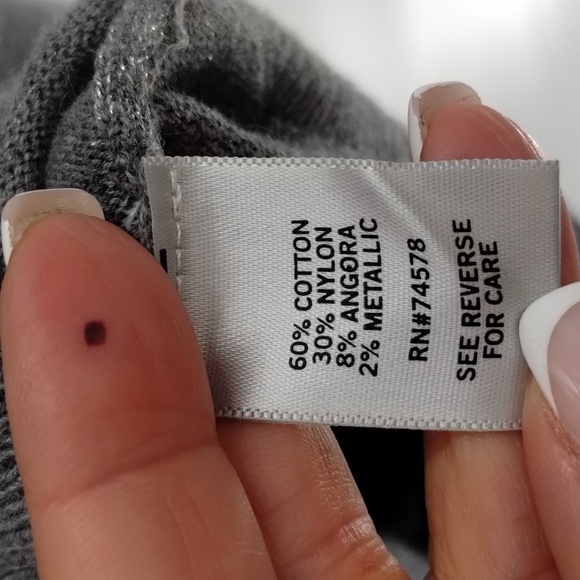 60% COTTON
30% NYLON
8% ANGORA
2% METALLIC
RN#74578
SEE REVERSE
FOR CARE